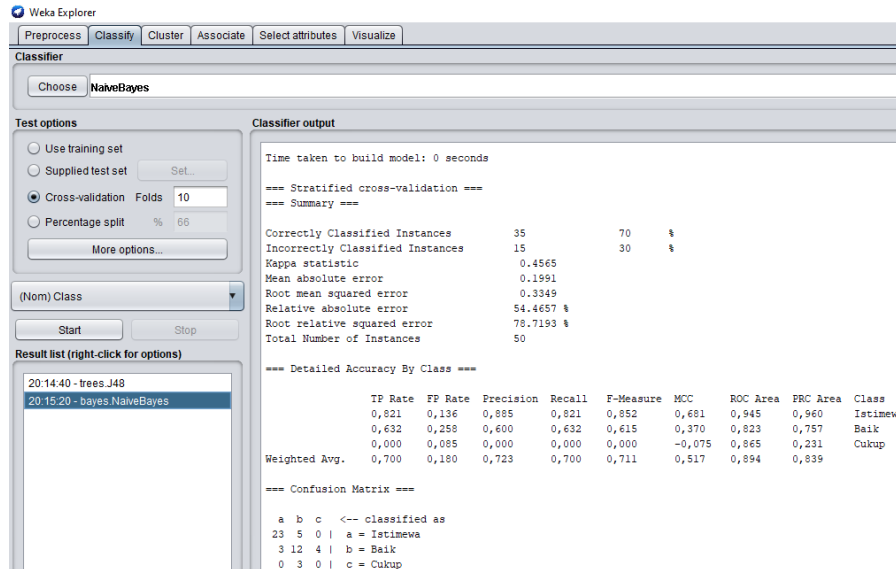 Weka Explorer
Preprocess Classify Cluster Associate Select attributes Visualize
Classifier
Choose NaiveBayes
Test options
Use training set
Supplied test set Set...
Cross-validation Folds 10
Percentage split % 66
More options...
(Nom) Class
Start Stop
Result list (right-click for options)
20:14:40 - trees.J48
20:15:20 - bayes.NaiveBayes
Classifier output
Time taken to build model: 0 seconds
=== Stratified cross-validation ===
=== Summary ===
Correctly Classified Instances 35 70 %
Incorrectly Classified Instances 15 30 %
Kappa statistic 0.4565
Mean absolute error 0.1991
Root mean squared error 0.3349
Relative absolute error 54.4657 %
Root relative squared error 78.7193 %
Total Number of Instances 50
=== Detailed Accuracy By Class ===
TP Rate FP Rate Precision Recall F-Measure MCC ROC Area PRC Area Class
0,821 0,136 0,885 0,821 0,852 0,681 0,945 0,960 Istimew
0,632 0,258 0,600 0,632 0,615 0,370 0,823 0,757 Baik
0,000 0,085 0,000 0,000 0,000 -0,075 0,865 0,231 Cukup
Weighted Avg. 0,700 0,180 0,723 0,700 0,711 0,517 0,894 0,839
=== Confusion Matrix ===
a b c <-- classified as
23 5 0 | a = Istimewa
3 12 4 | b = Baik
0 3 0 | c = Cukup